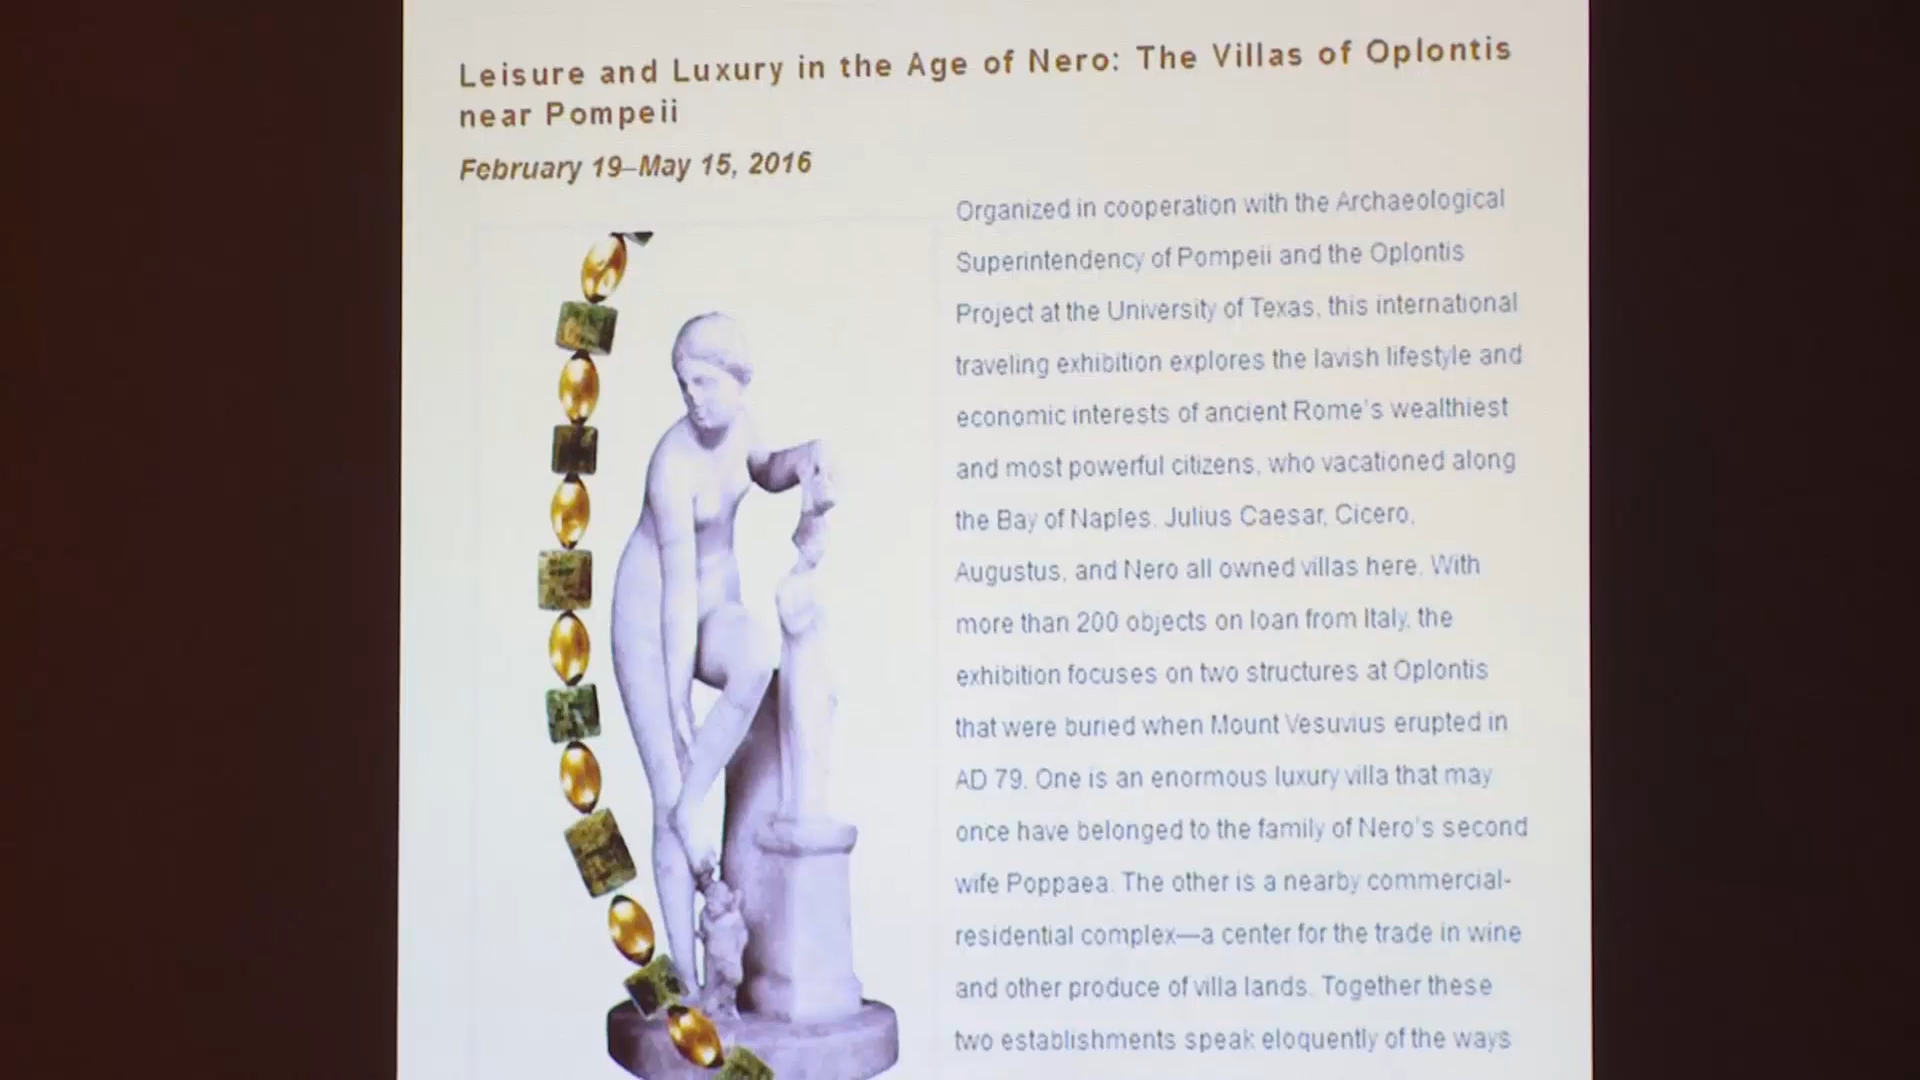 Leisure and Luxury in the Age of Nero: The Villas of Oplontis
near Pompeii
February 19–May 15, 2016
Organized in cooperation with the Archaeological
Superintendency of Pompeii and the Oplontis
Project at the University of Texas, this international
traveling exhibition explores the lavish lifestyle and
economic interests of ancient Rome's wealthiest
and most powerful citizens, who vacationed along
the Bay of Naples. Julius Caesar, Cicero,
Augustus, and Nero all owned villas here. With
more than 200 objects on loan from Italy, the
exhibition focuses on two structures at Oplontis
that were buried when Mount Vesuvius erupted in
AD 79. One is an enormous luxury villa that may
once have belonged to the family of Nero's second
wife Poppaea. The other is a nearby commercial-
residential complex—a center for the trade in wine
and other produce of villa lands. Together these
two establishments speak eloquently of the ways